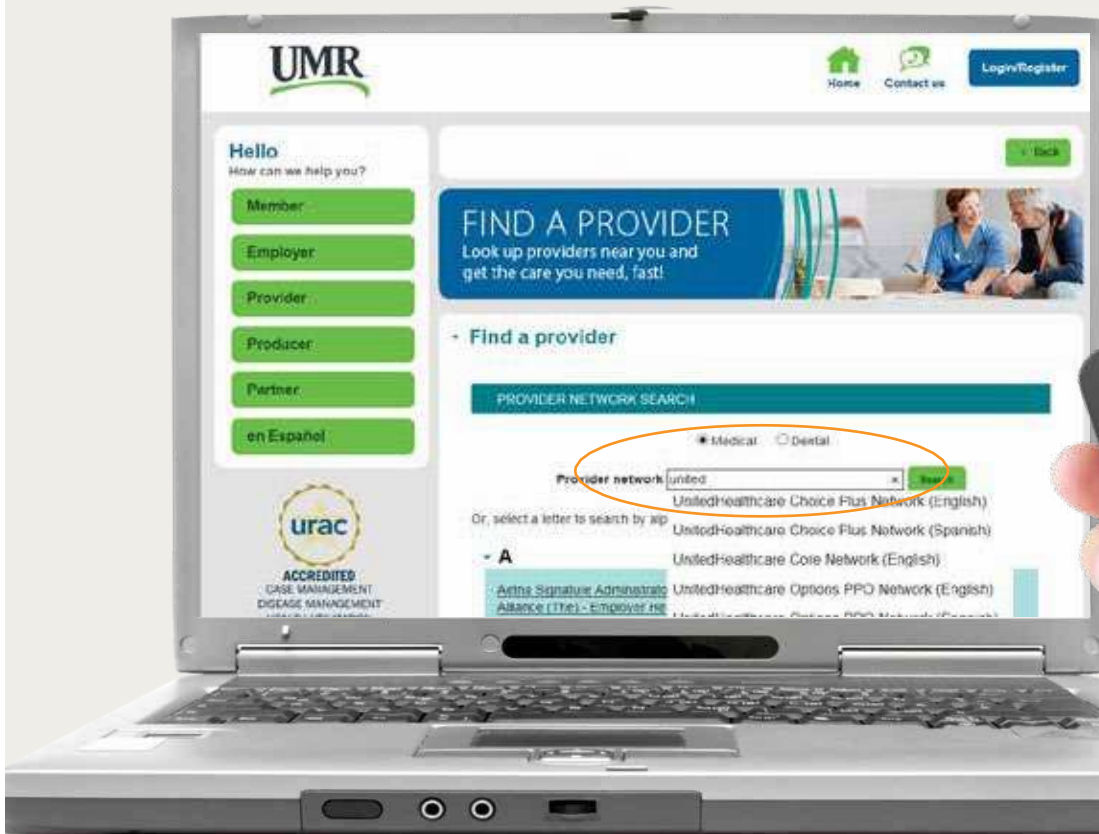 UMR
Home
Contact us
Login/Register
Hello
How can we help you?
Member
Employer
Provider
Producer
Partner
en Español
Back
FIND A PROVIDER
Look up providers near you and
get the care you need, fast!
Find a provider
PROVIDER NETWORK SEARCH
Medical
Dental
Provider network
united
Search
UnitedHealthcare Choice Plus Network (English)
Or, select a letter to search by alp
UnitedHealthcare Choice Plus Network (Spanish)
A
UnitedHealthcare Core Network (English)
Aetna Signature Administrato
UnitedHealthcare Options PPO Network (English)
Alliance (The) - Employer He
urac
ACCREDITED
CASE MANAGEMENT
DISEASE MANAGEMENT